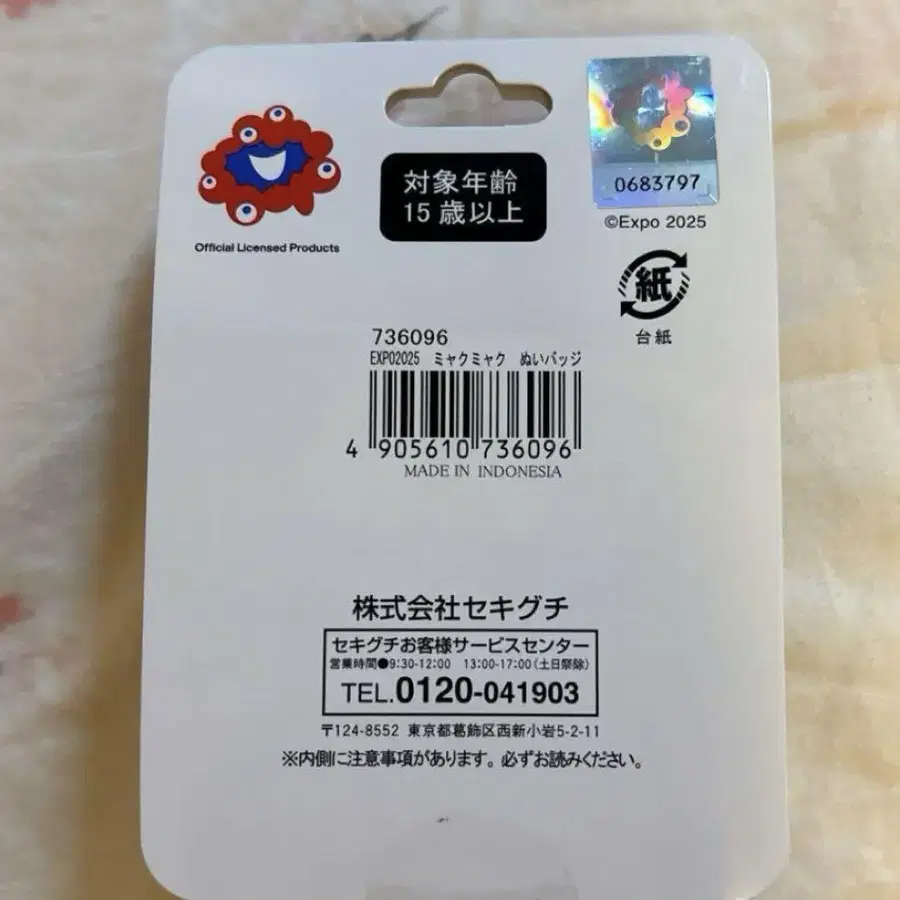 Official Licensed Products
対象年齢
15歳以上
0683797
©Expo 2025
紙
台紙
736096
EXPO2025 ミャクミャク ぬいバッジ
4 905610 736096
MADE IN INDONESIA
株式会社セキグチ
セキグチお客様サービスセンター
営業時間●9:30-12:00 13:00-17:00(土日祭除)
TEL.0120-041903
〒124-8552 東京都葛飾区西新小岩5-2-11
※内側に注意事項があります。必ずお読みください。